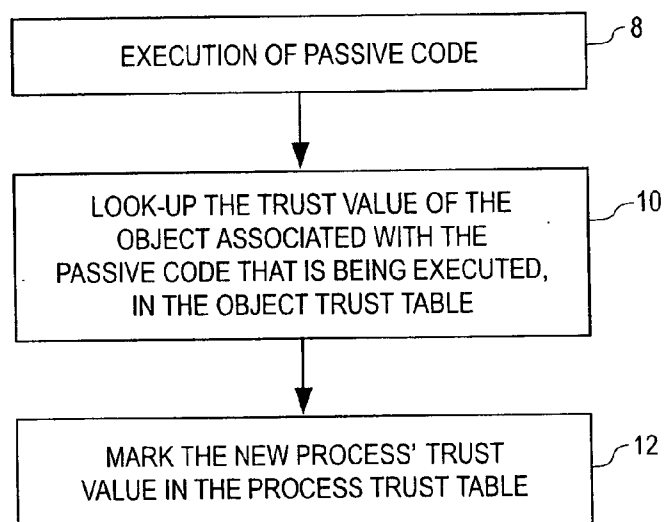 EXECUTION OF PASSIVE CODE
8
LOOK-UP THE TRUST VALUE OF THE
OBJECT ASSOCIATED WITH THE
PASSIVE CODE THAT IS BEING EXECUTED,
IN THE OBJECT TRUST TABLE
10
MARK THE NEW PROCESS' TRUST
VALUE IN THE PROCESS TRUST TABLE
12